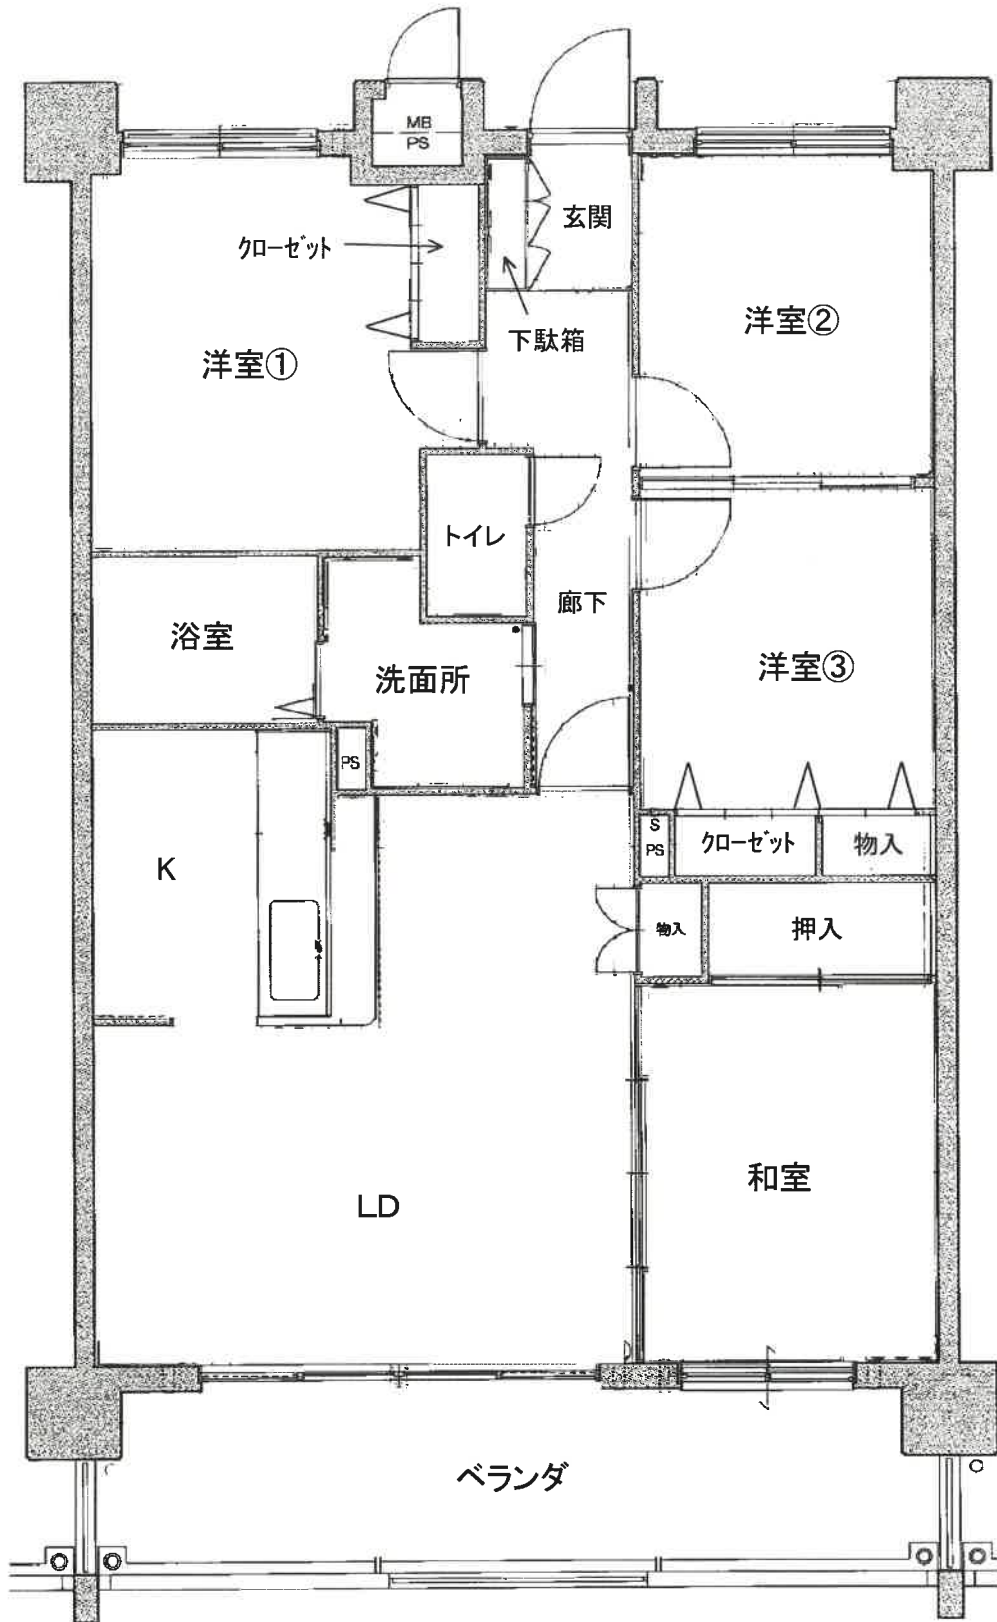 MB
PS
玄関
クローゼット
下駄箱
洋室①
洋室②
トイレ
廊下
浴室
洗面所
洋室③
PS
K
S
PS
クローゼット
物入
物入
押入
和室
LD
ベランダ